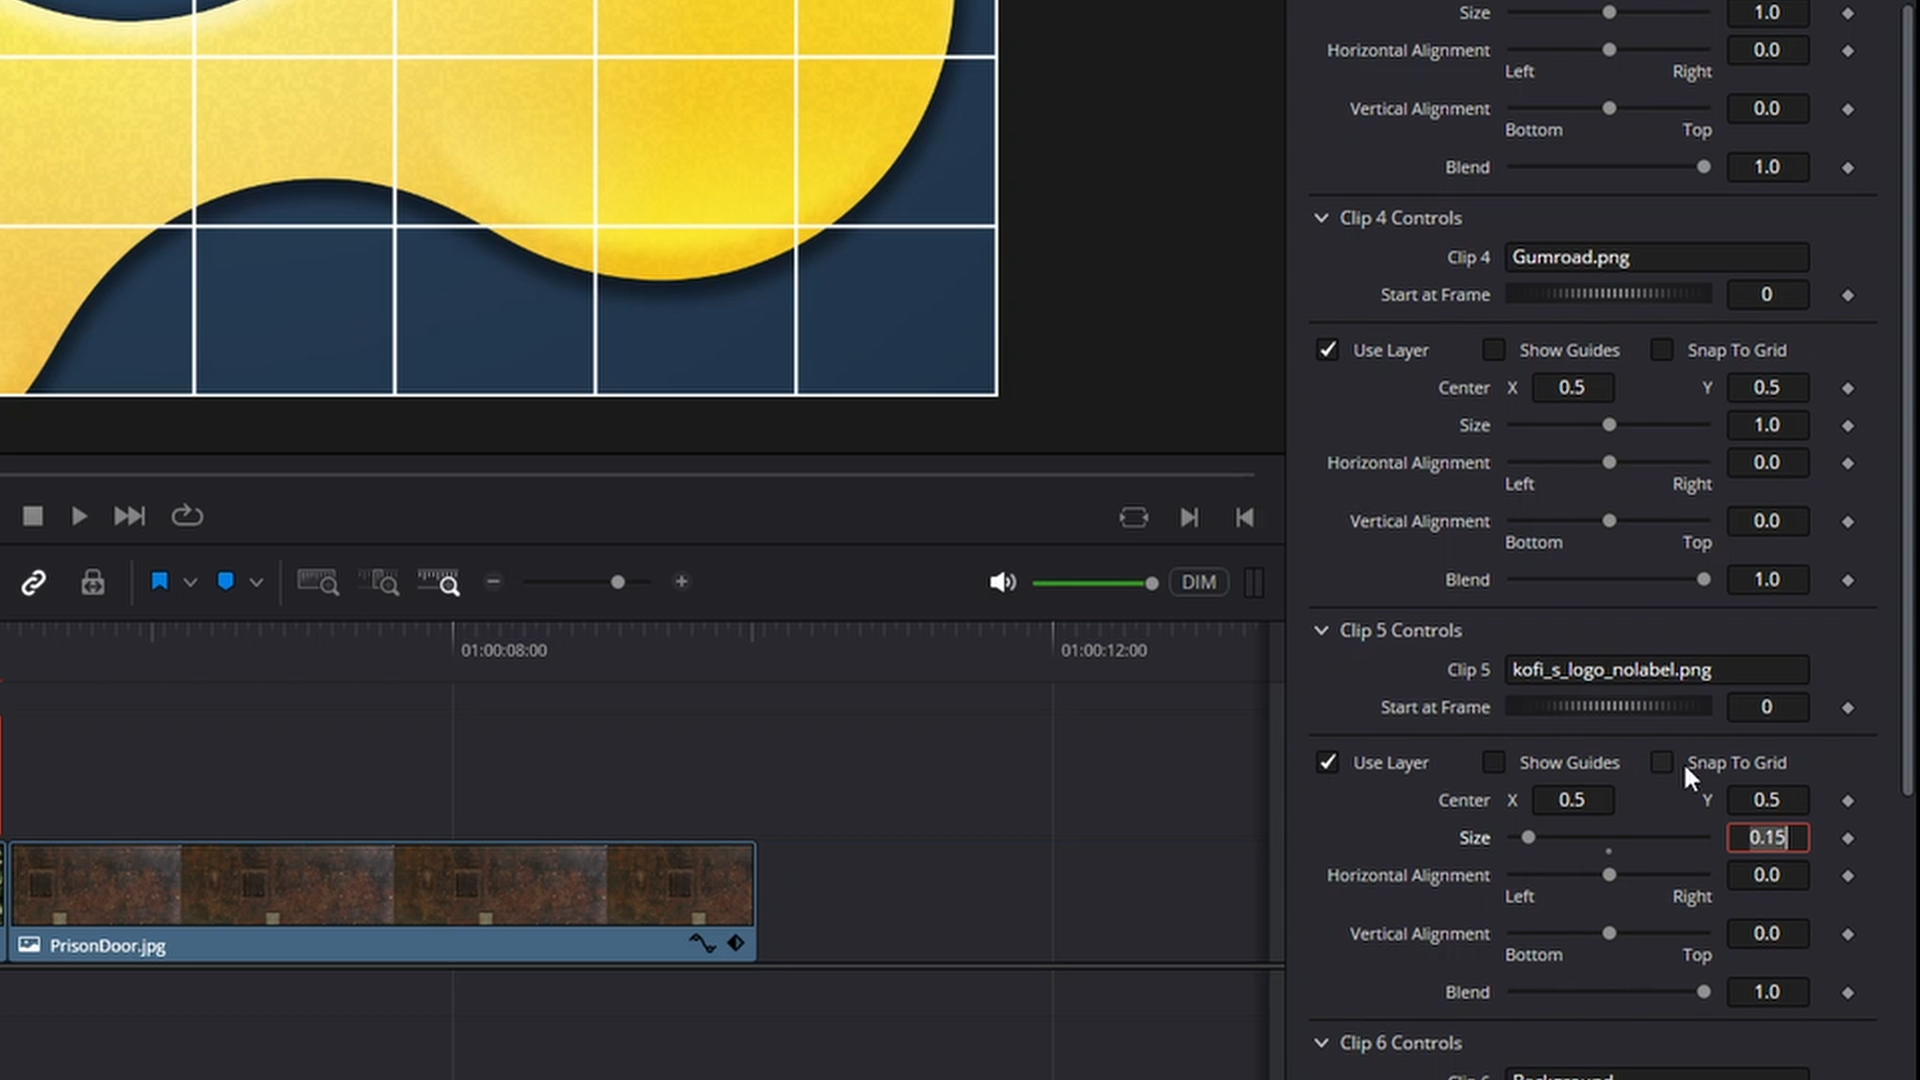 Size 1.0
Horizontal Alignment 0.0
Left Right
Vertical Alignment 0.0
Bottom Top
Blend 1.0
Clip 4 Controls
Clip 4 Gumroad.png
Start at Frame 0
Use Layer Show Guides Snap To Grid
Center X 0.5 Y 0.5
Size 1.0
Horizontal Alignment 0.0
Left Right
Vertical Alignment 0.0
Bottom Top
Blend 1.0
Clip 5 Controls
Clip 5 kofi_s_logo_nolabel.png
Start at Frame 0
Use Layer Show Guides Snap To Grid
Center X 0.5 Y 0.5
Size 0.15
Horizontal Alignment 0.0
Left Right
Vertical Alignment 0.0
Bottom Top
Blend 1.0
Clip 6 Controls
Clip 6 Background
DIM
01:00:08:00 01:00:12:00
PrisonDoor.jpg